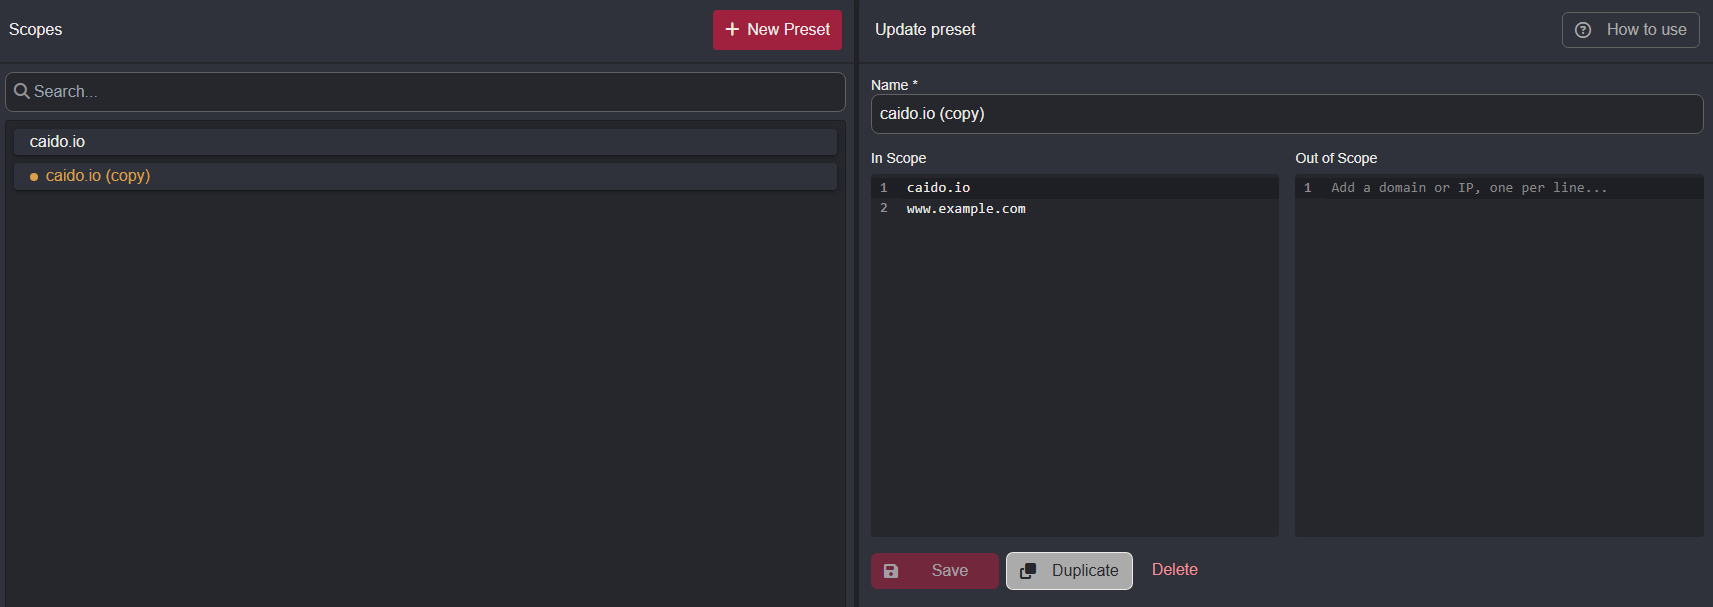 Scopes
New Preset
Search...
caido.io
caido.io (copy)
Update preset
How to use
Name *
caido.io (copy)
In Scope
1 caido.io
2 www.example.com
Out of Scope
1 Add a domain or IP, one per line...
Save
Duplicate
Delete